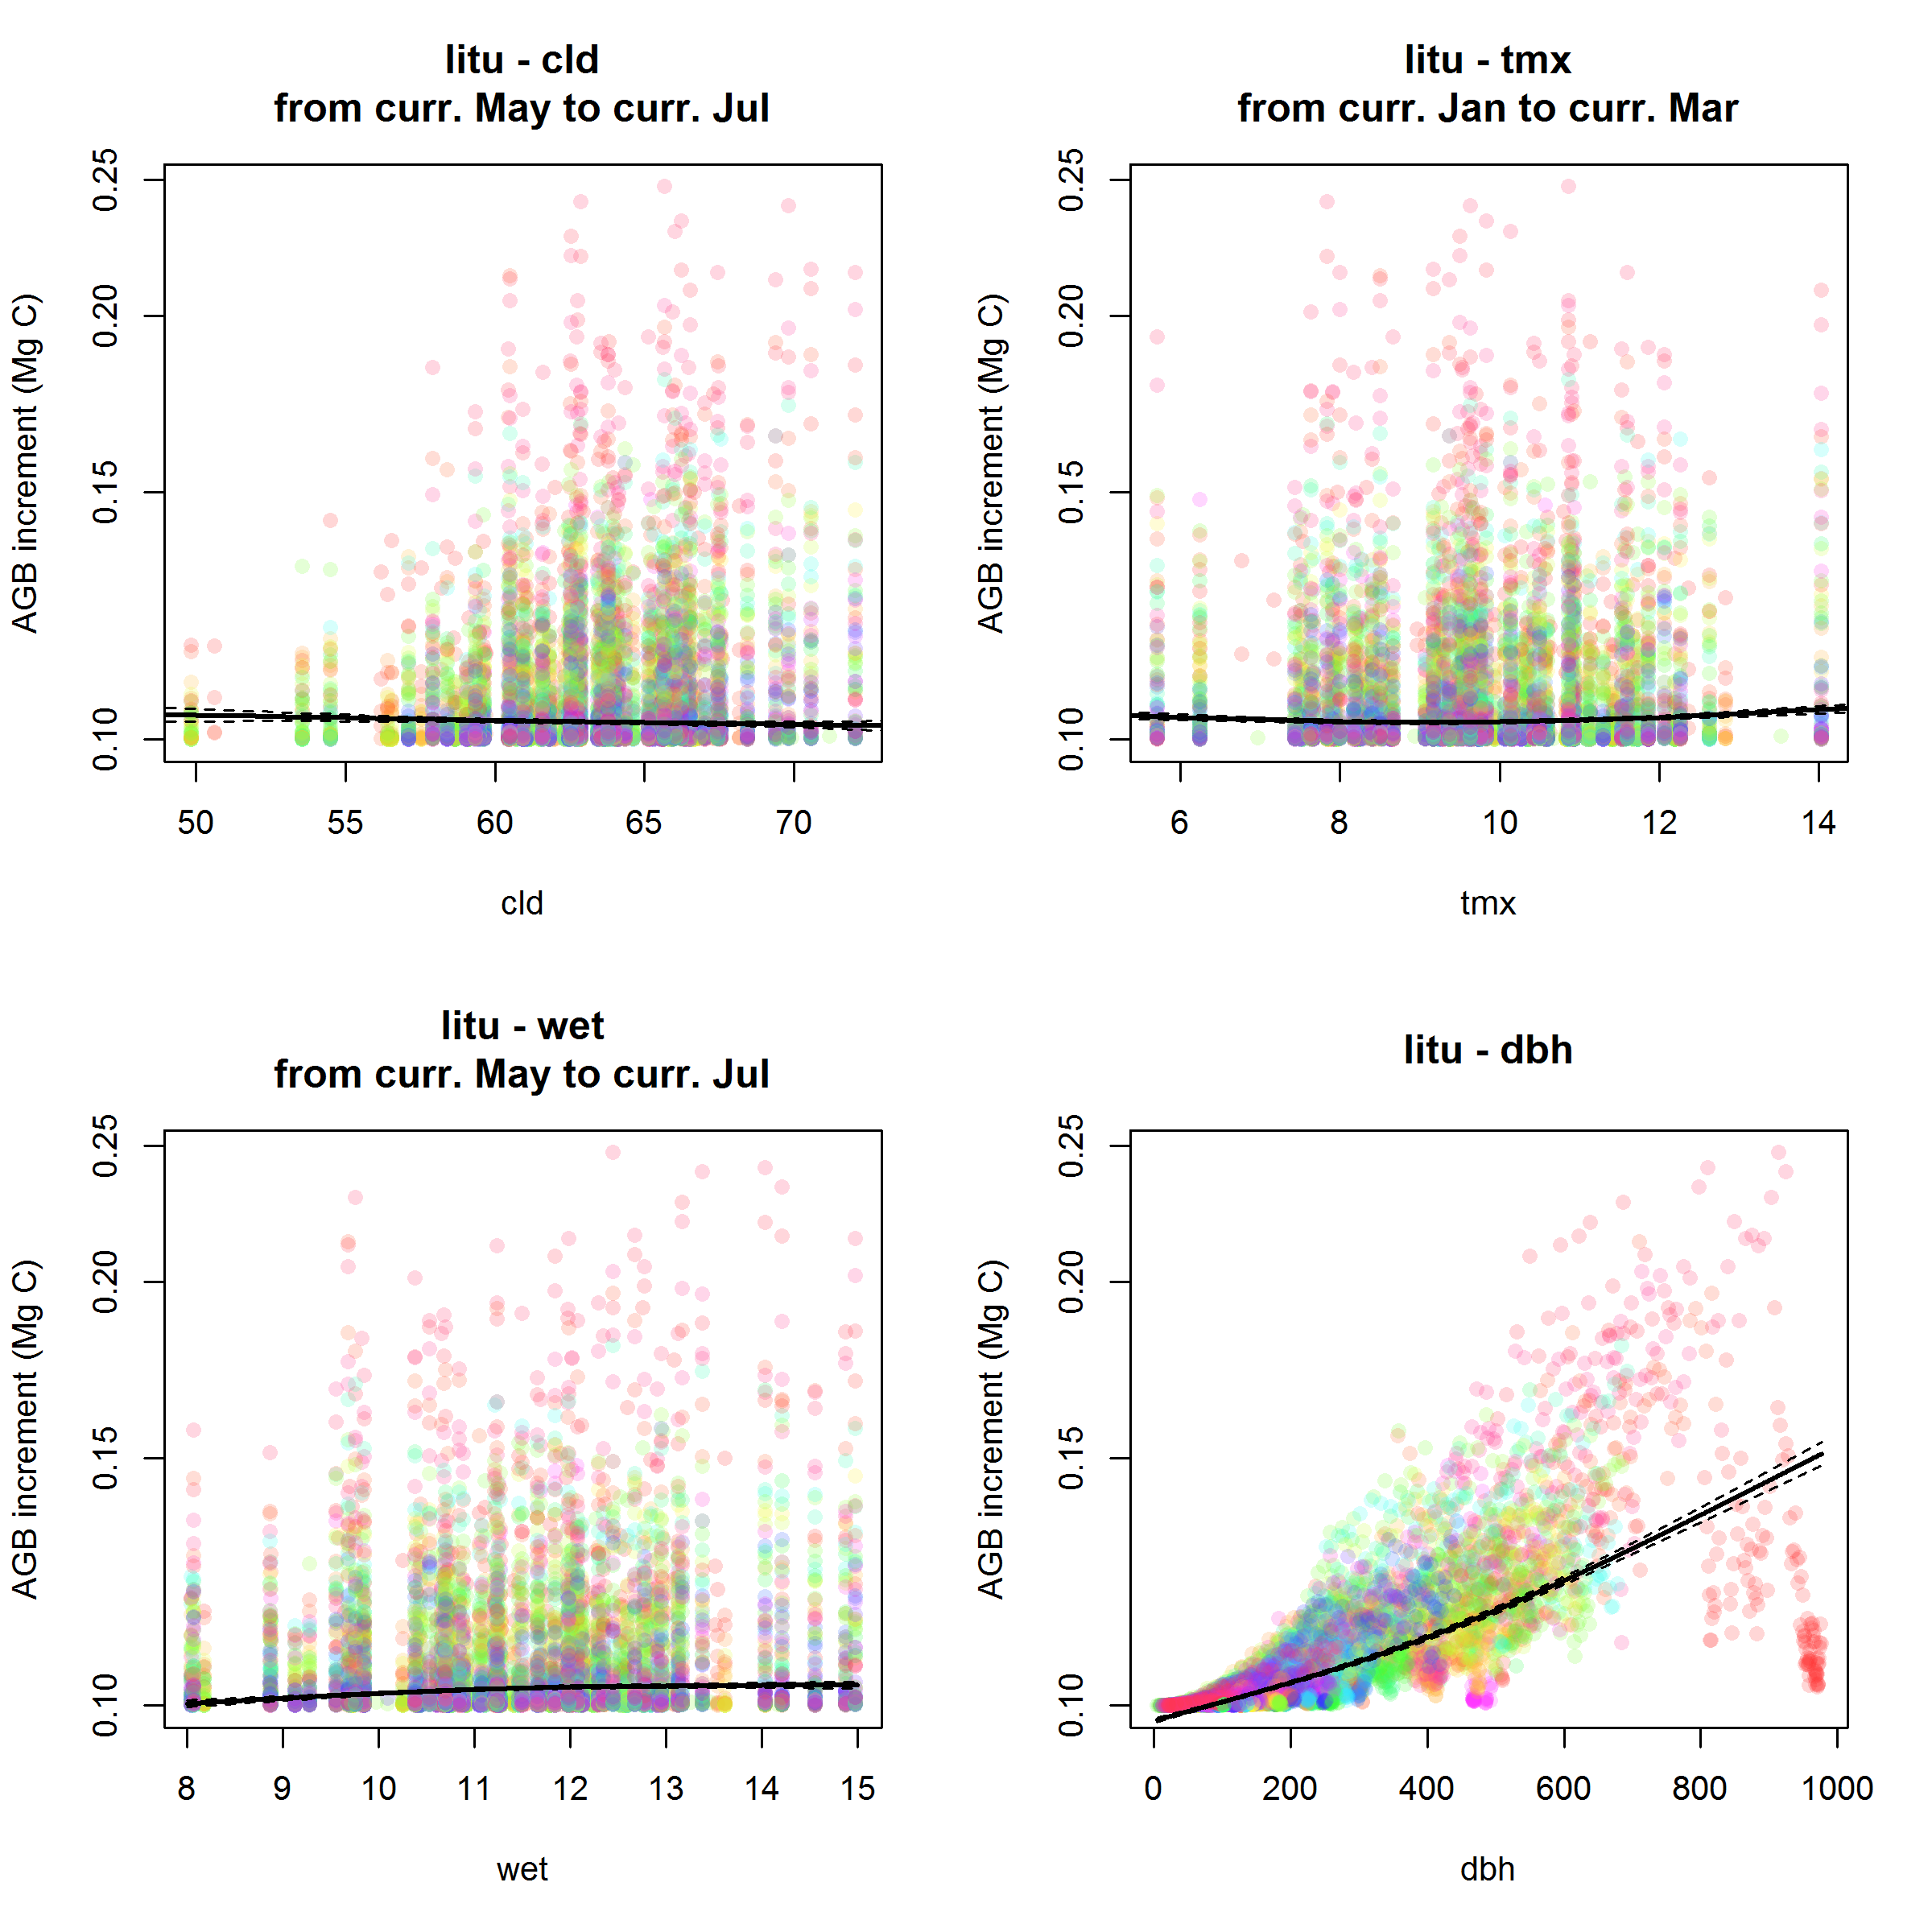 litu - cld
from curr. May to curr. Jul
AGB increment (Mg C)
0.25
0.20
0.15
0.10
50 55 60 65 70
cld
litu - tmx
from curr. Jan to curr. Mar
AGB increment (Mg C)
0.25
0.20
0.15
0.10
6 8 10 12 14
tmx
litu - wet
from curr. May to curr. Jul
AGB increment (Mg C)
0.25
0.20
0.15
0.10
8 9 10 11 12 13 14 15
wet
litu - dbh
AGB increment (Mg C)
0.25
0.20
0.15
0.10
0 200 400 600 800 1000
dbh